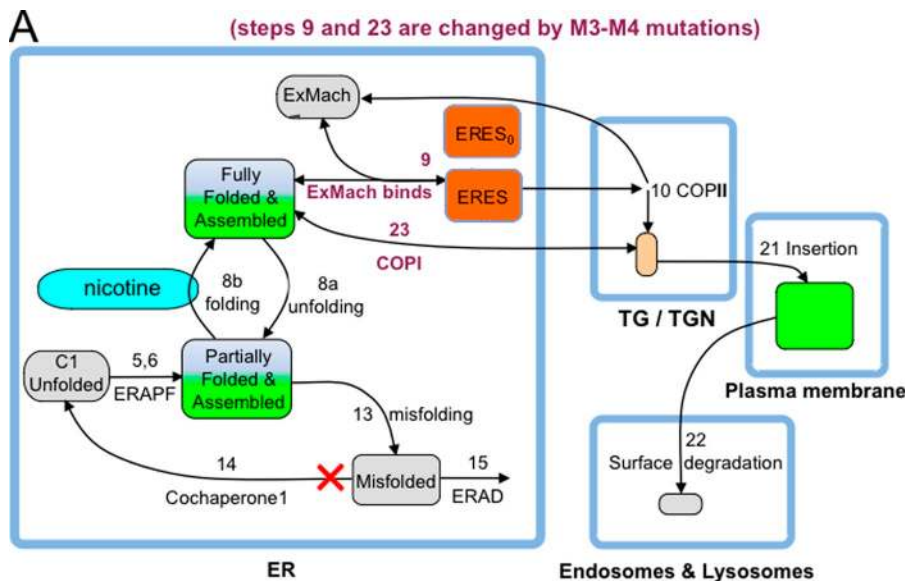 A
(steps 9 and 23 are changed by M3-M4 mutations)
ExMach
ERES0
9
Fully
Folded &
Assembled
ExMach binds
ERES
10 COPII
23
COPI
21 Insertion
nicotine
8b
folding
8a
unfolding
TG / TGN
C1
Unfolded
5,6
ERAPF
Partially
Folded &
Assembled
Plasma membrane
13 misfolding
14
Cochaperone1
Misfolded
15
ERAD
22
Surface degradation
ER
Endosomes & Lysosomes